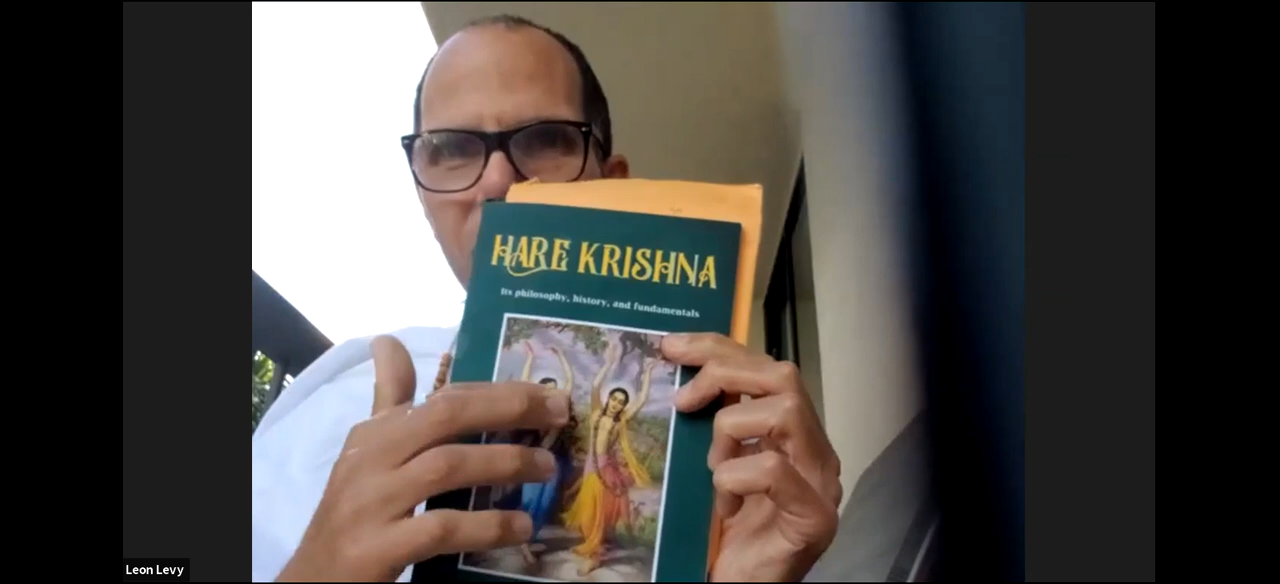 HARE KRISHNA
Its philosophy, history, and fundamentals
Leon Levy